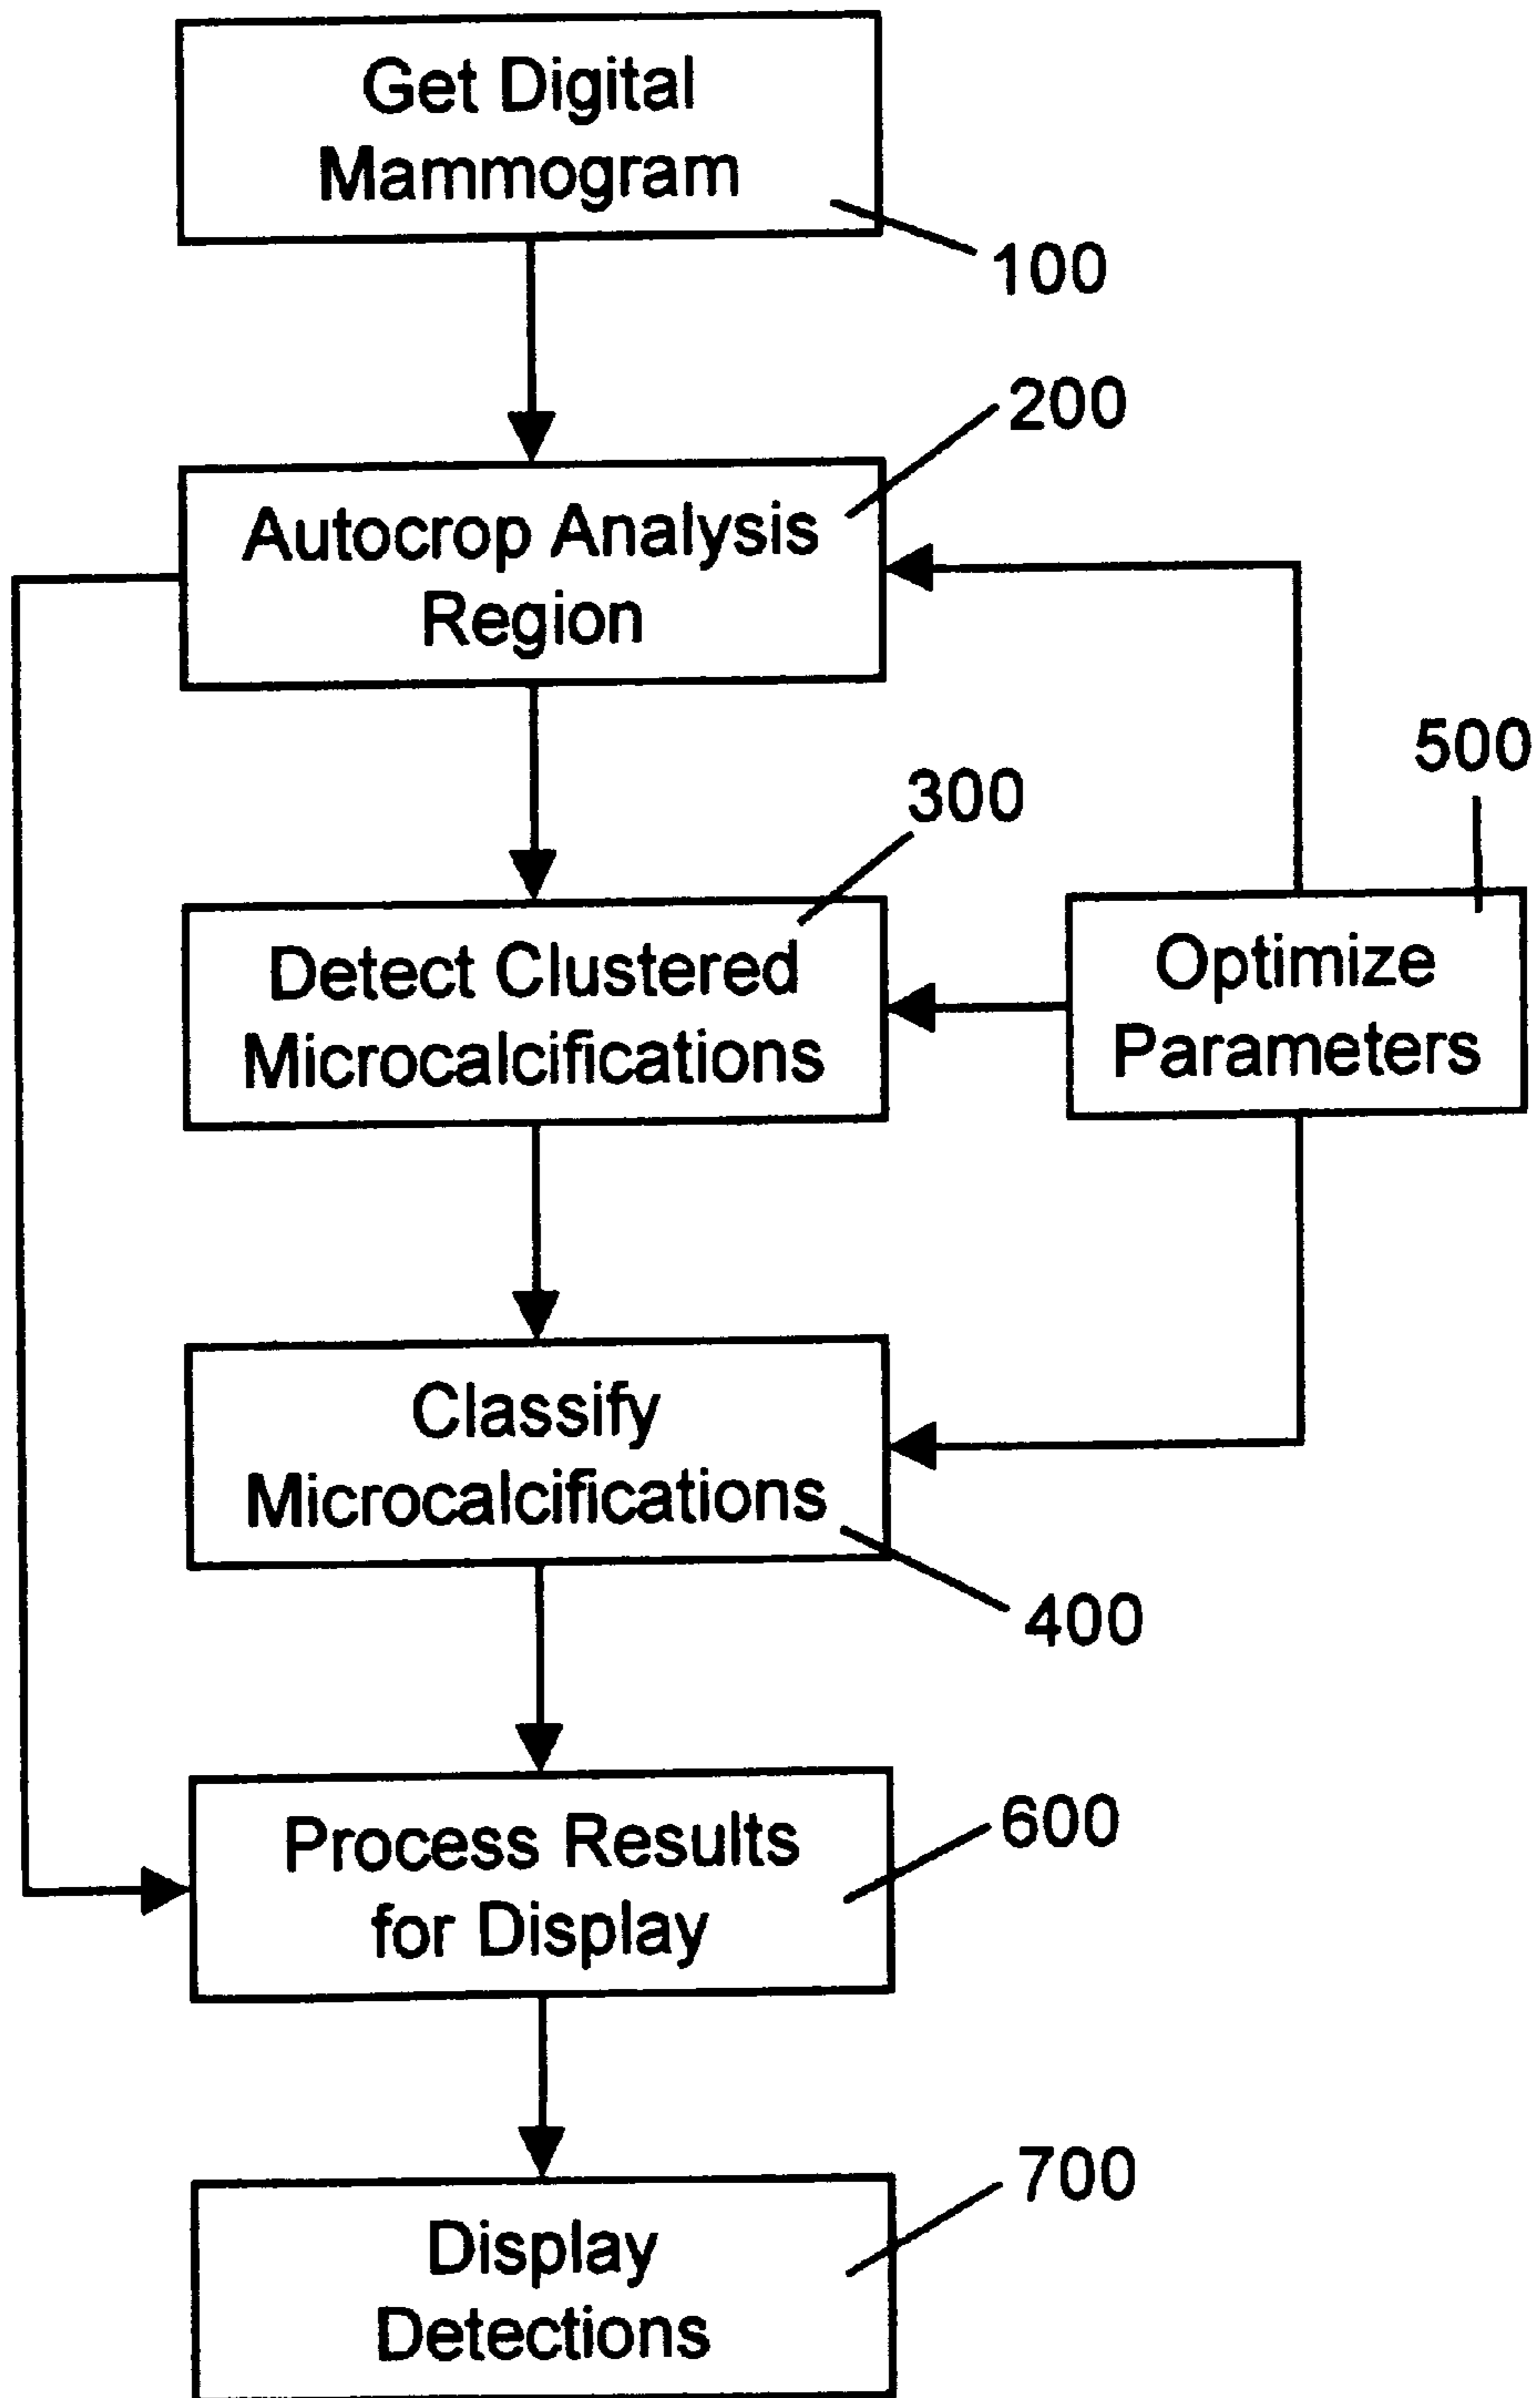 Get Digital
Mammogram
100
200
Autocrop Analysis
Region
500
300
Detect Clustered
Microcalcifications
Optimize
Parameters
Classify
Microcalcifications
400
Process Results
for Display
600
700
Display
Detections